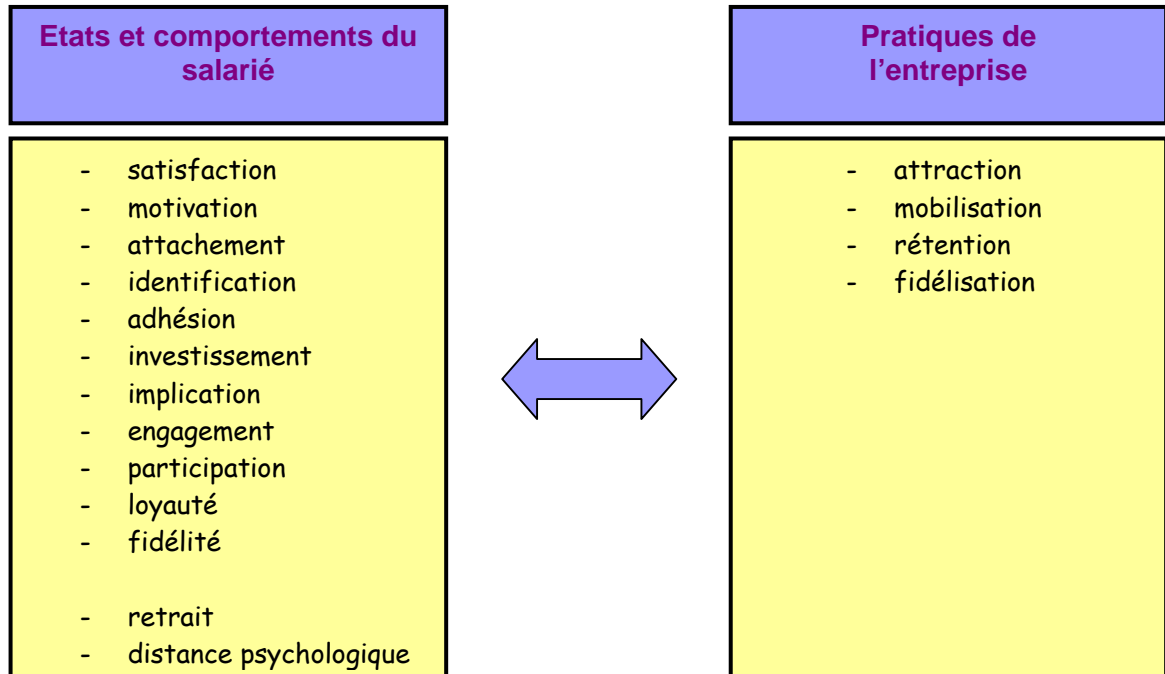 Etats et comportements du
salarié
- satisfaction
- motivation
- attachement
- identification
- adhésion
- investissement
- implication
- engagement
- participation
- loyauté
- fidélité
- retrait
- distance psychologique
Pratiques de
l’entreprise
- attraction
- mobilisation
- rétention
- fidélisation